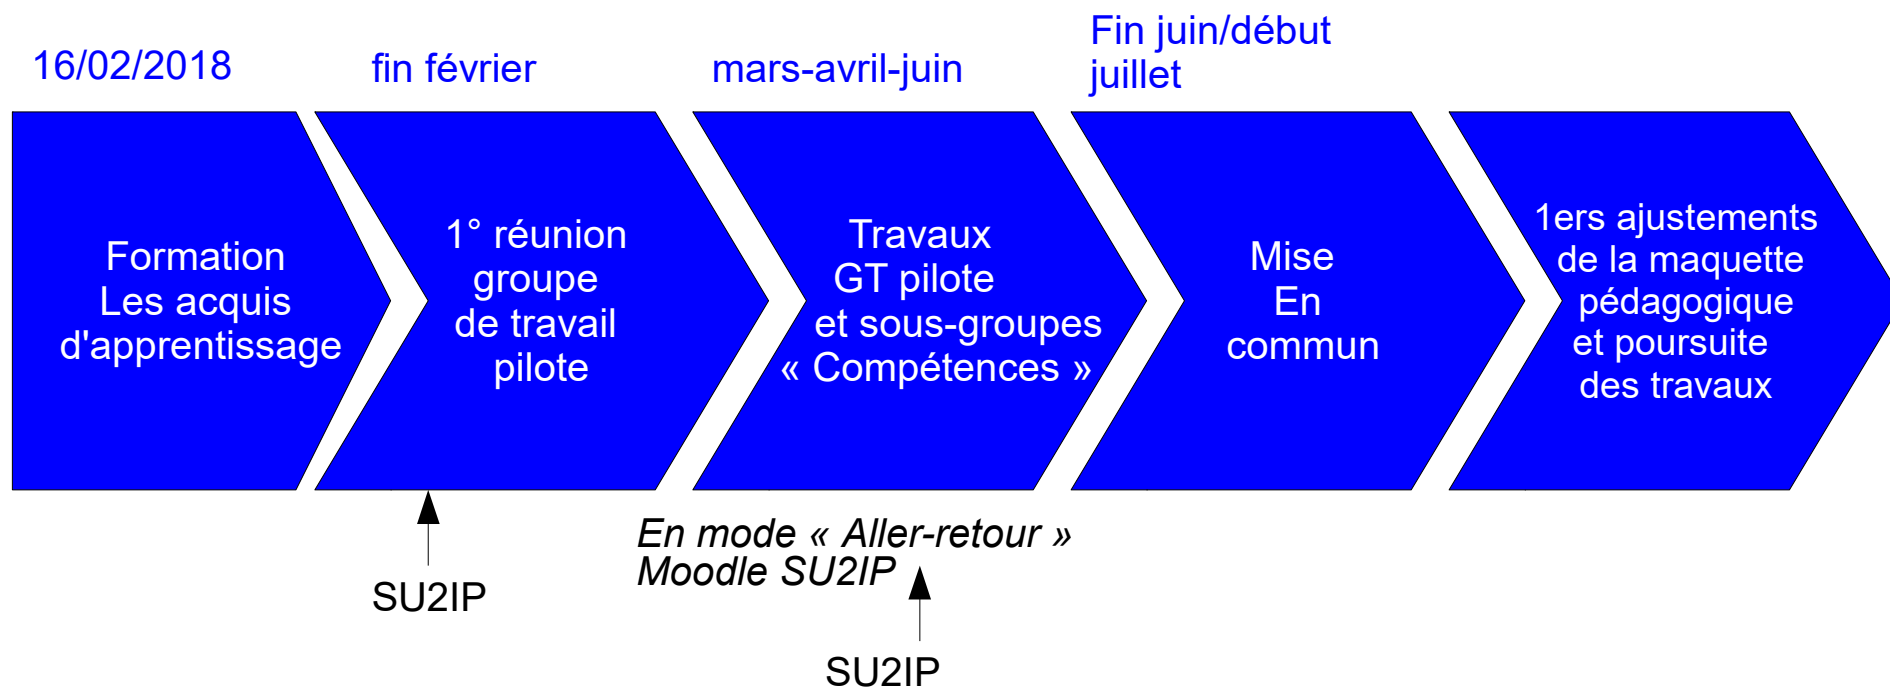 16/02/2018
fin février
mars-avril-juin
Fin juin/début
juillet
Formation
Les acquis
d'apprentissage
1° réunion
groupe
de travail
pilote
Travaux
GT pilote
et sous-groupes
« Compétences »
Mise
En
commun
1ers ajustements
de la maquette
pédagogique
et poursuite
des travaux
SU2IP
En mode « Aller-retour »
Moodle SU2IP
SU2IP